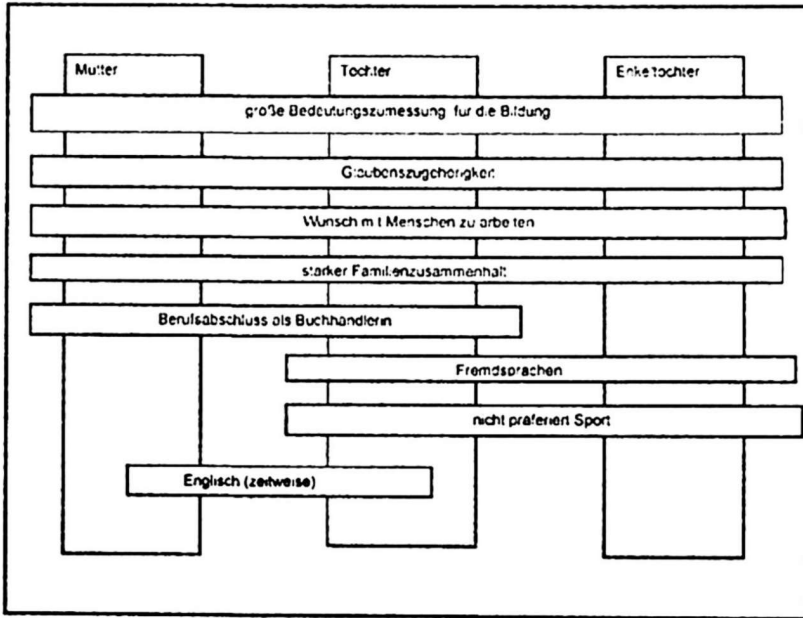 Mutter
Tochter
Enkeltochter
große Bedeutungszumessung für die Bildung
Glaubenszugehörigkeit
Wunsch mit Menschen zu arbeiten
starker Familienzusammenhalt
Berufsabschluss als Buchhändlerin
Fremdsprachen
nicht präferiert Sport
Englisch (zeitweise)